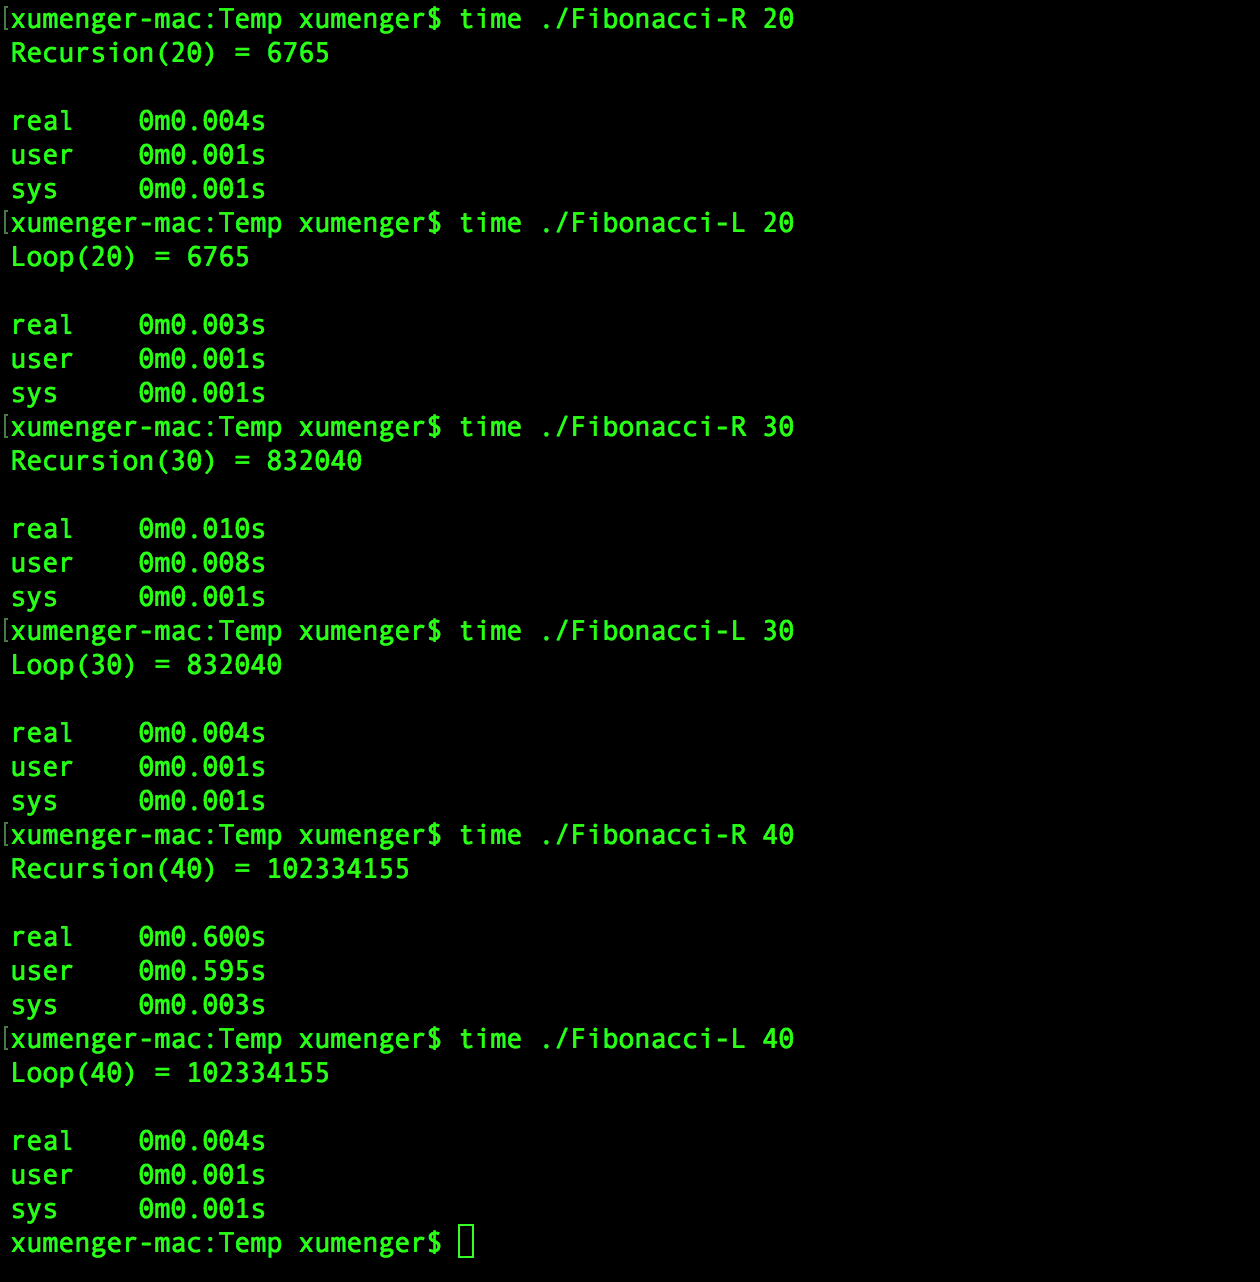 [xumenger-mac:Temp xumenger$ time ./Fibonacci-R 20
Recursion(20) = 6765
real    0m0.004s
user    0m0.001s
sys     0m0.001s
[xumenger-mac:Temp xumenger$ time ./Fibonacci-L 20
Loop(20) = 6765
real    0m0.003s
user    0m0.001s
sys     0m0.001s
[xumenger-mac:Temp xumenger$ time ./Fibonacci-R 30
Recursion(30) = 832040
real    0m0.010s
user    0m0.008s
sys     0m0.001s
[xumenger-mac:Temp xumenger$ time ./Fibonacci-L 30
Loop(30) = 832040
real    0m0.004s
user    0m0.001s
sys     0m0.001s
[xumenger-mac:Temp xumenger$ time ./Fibonacci-R 40
Recursion(40) = 102334155
real    0m0.600s
user    0m0.595s
sys     0m0.003s
[xumenger-mac:Temp xumenger$ time ./Fibonacci-L 40
Loop(40) = 102334155
real    0m0.004s
user    0m0.001s
sys     0m0.001s
xumenger-mac:Temp xumenger$